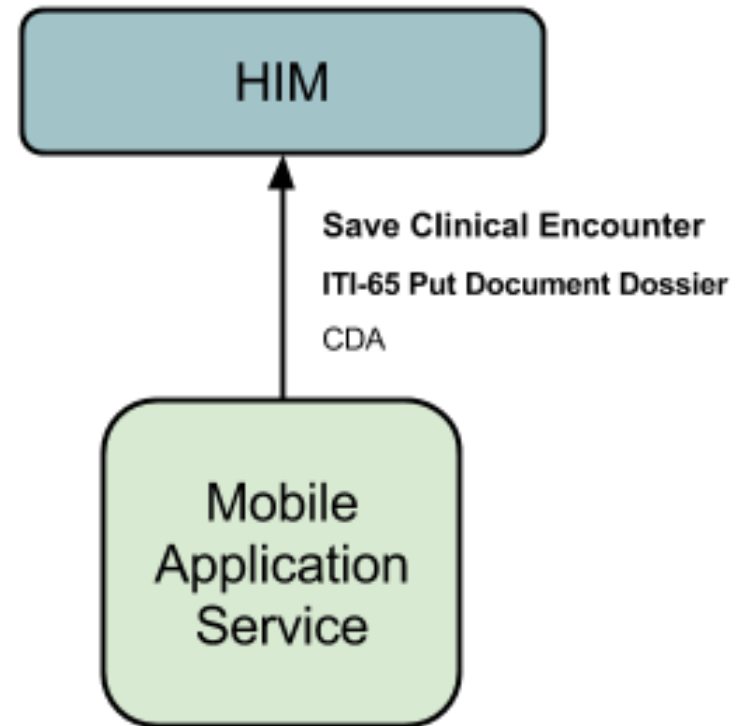 HIM
Save Clinical Encounter
ITI-65 Put Document Dossier
CDA
Mobile
Application
Service